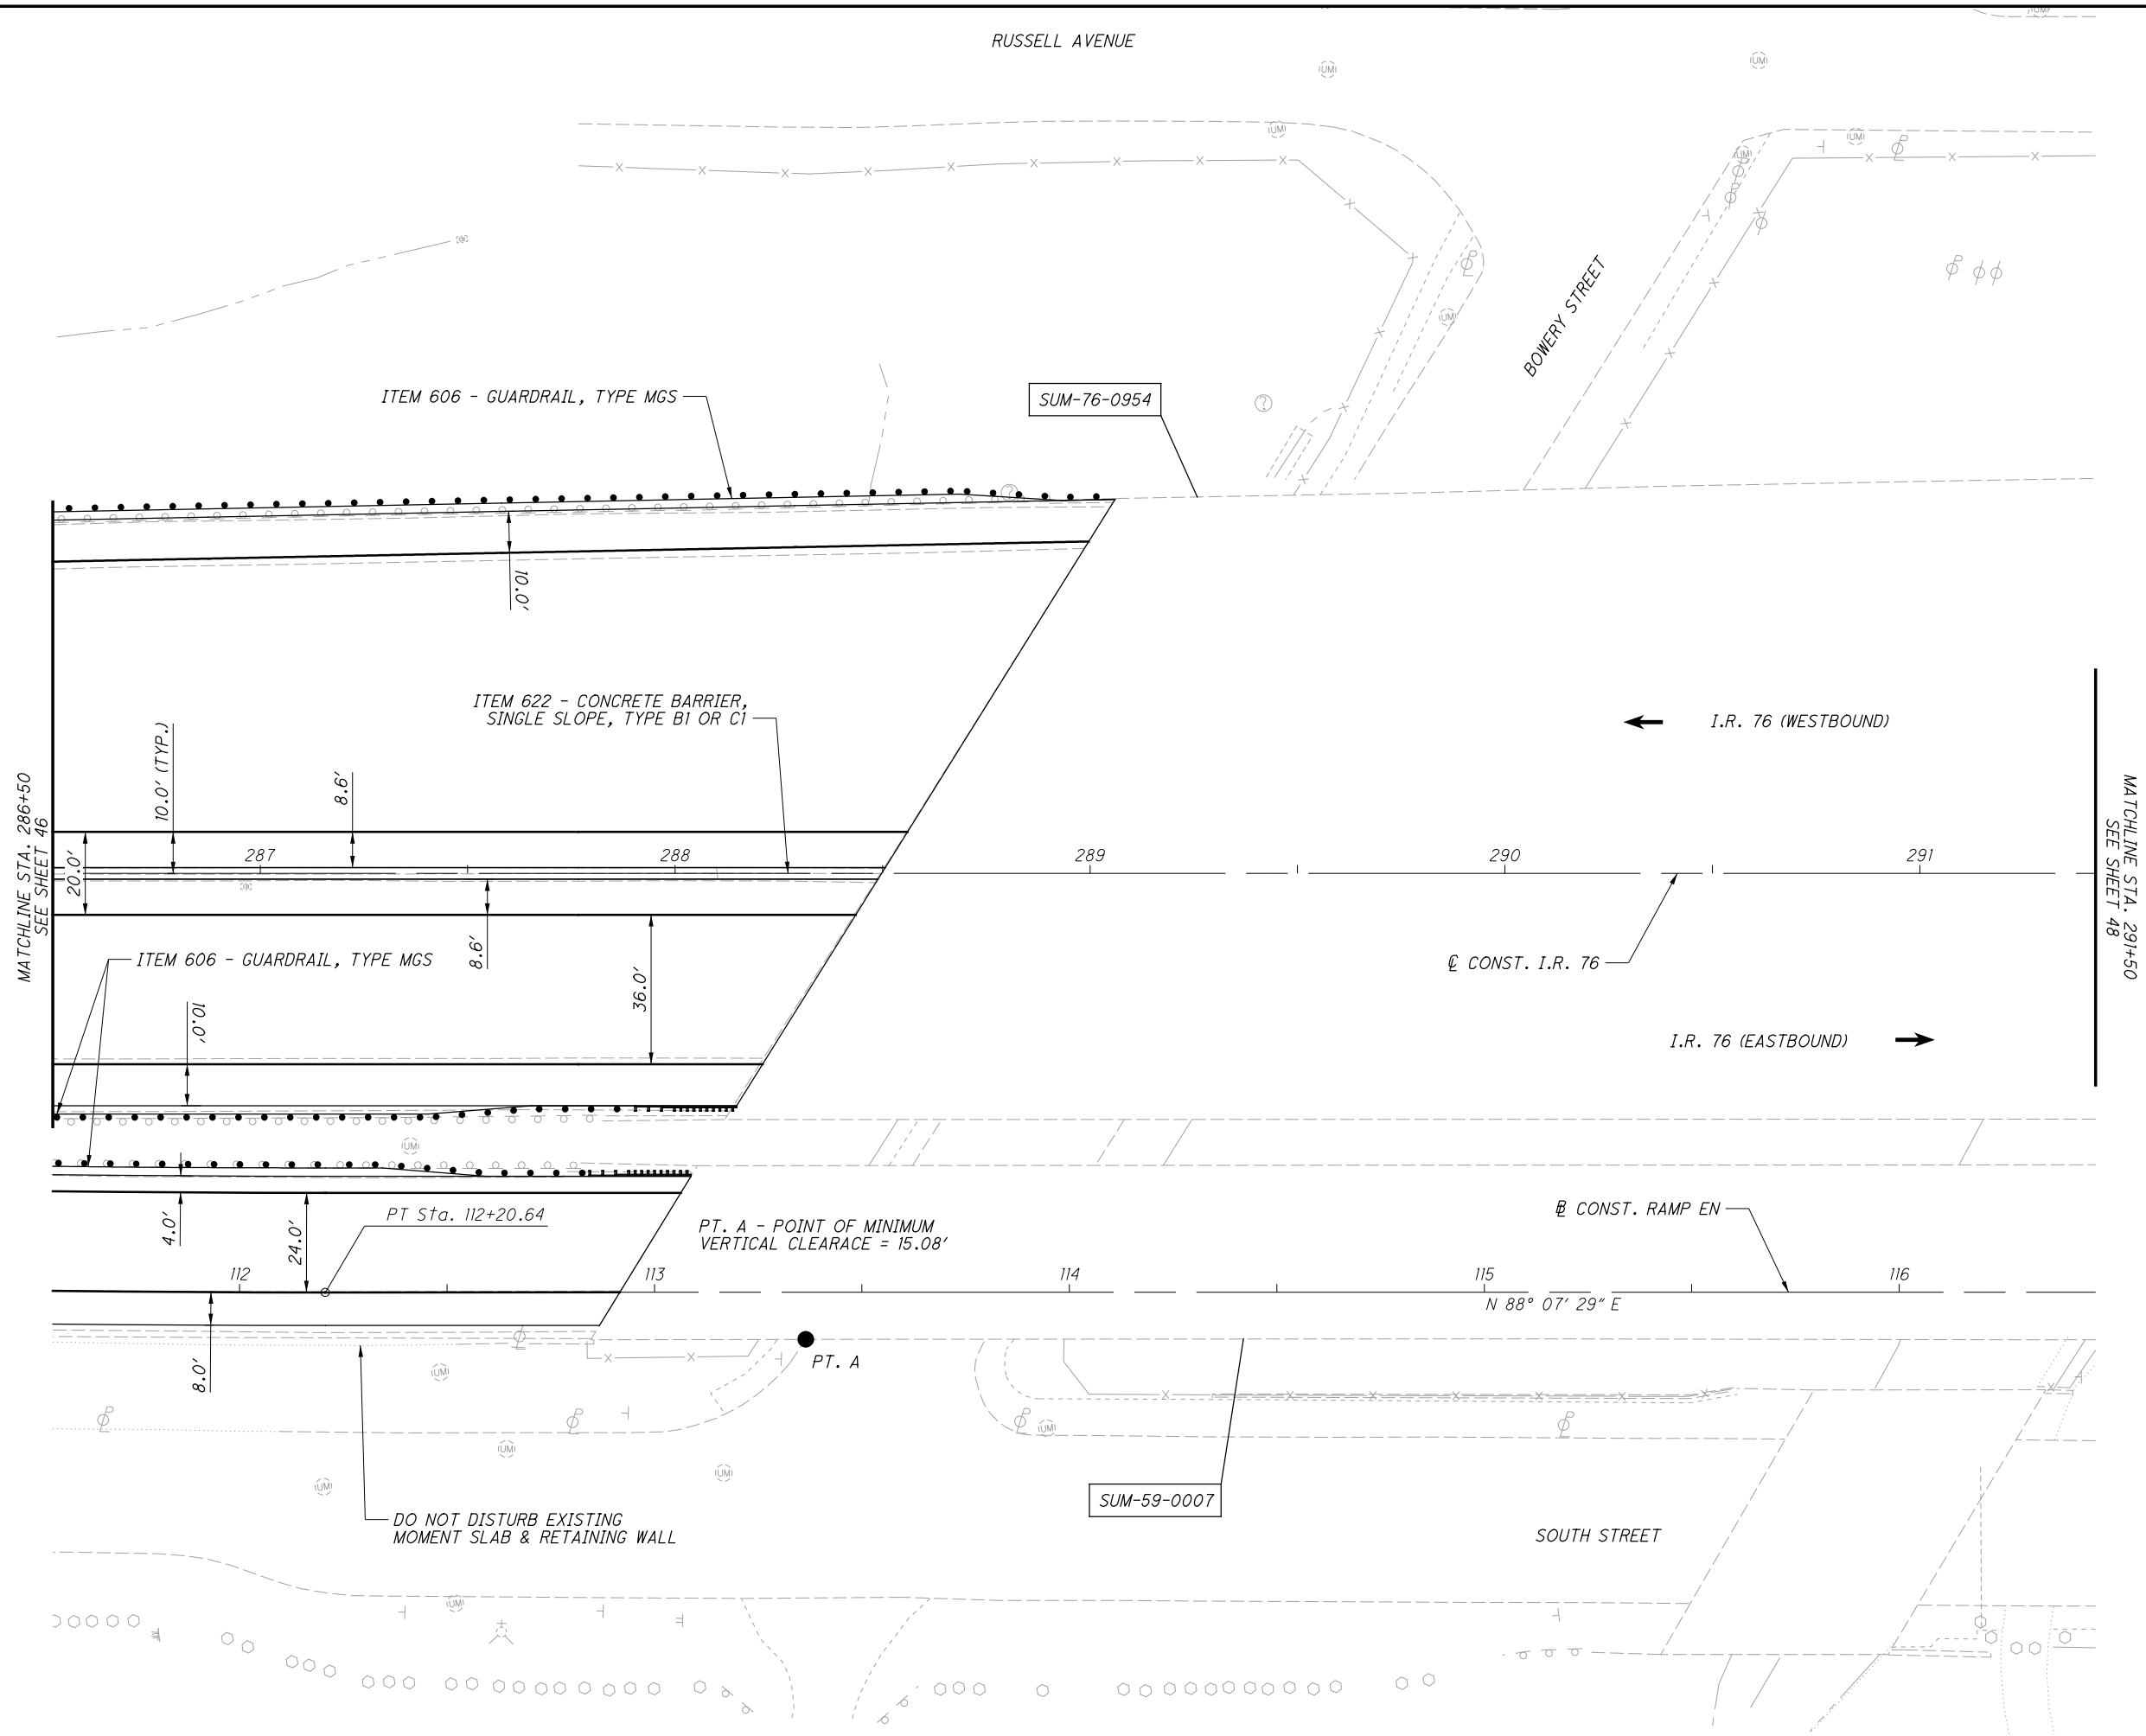 RUSSELL AVENUE
BOWERY STREET
ITEM 606 - GUARDRAIL, TYPE MGS
SUM-76-0954
10.0'
ITEM 622 - CONCRETE BARRIER,
SINGLE SLOPE, TYPE B1 OR C1
I.R. 76 (WESTBOUND)
10.0' (TYP.)
8.6'
MATCHLINE STA. 286+50
SEE SHEET 46
MATCHLINE STA. 291+50
SEE SHEET 48
20.0'
287
288
289
290
291
8.6'
36.0'
ITEM 606 - GUARDRAIL, TYPE MGS
℄ CONST. I.R. 76
10.0'
I.R. 76 (EASTBOUND)
4.0'
24.0'
PT Sta. 112+20.64
PT. A - POINT OF MINIMUM
VERTICAL CLEARACE = 15.08'
CONST. RAMP EN
112
113
114
115
116
N 88° 07' 29" E
8.0'
PT. A
SUM-59-0007
DO NOT DISTURB EXISTING
MOMENT SLAB & RETAINING WALL
SOUTH STREET